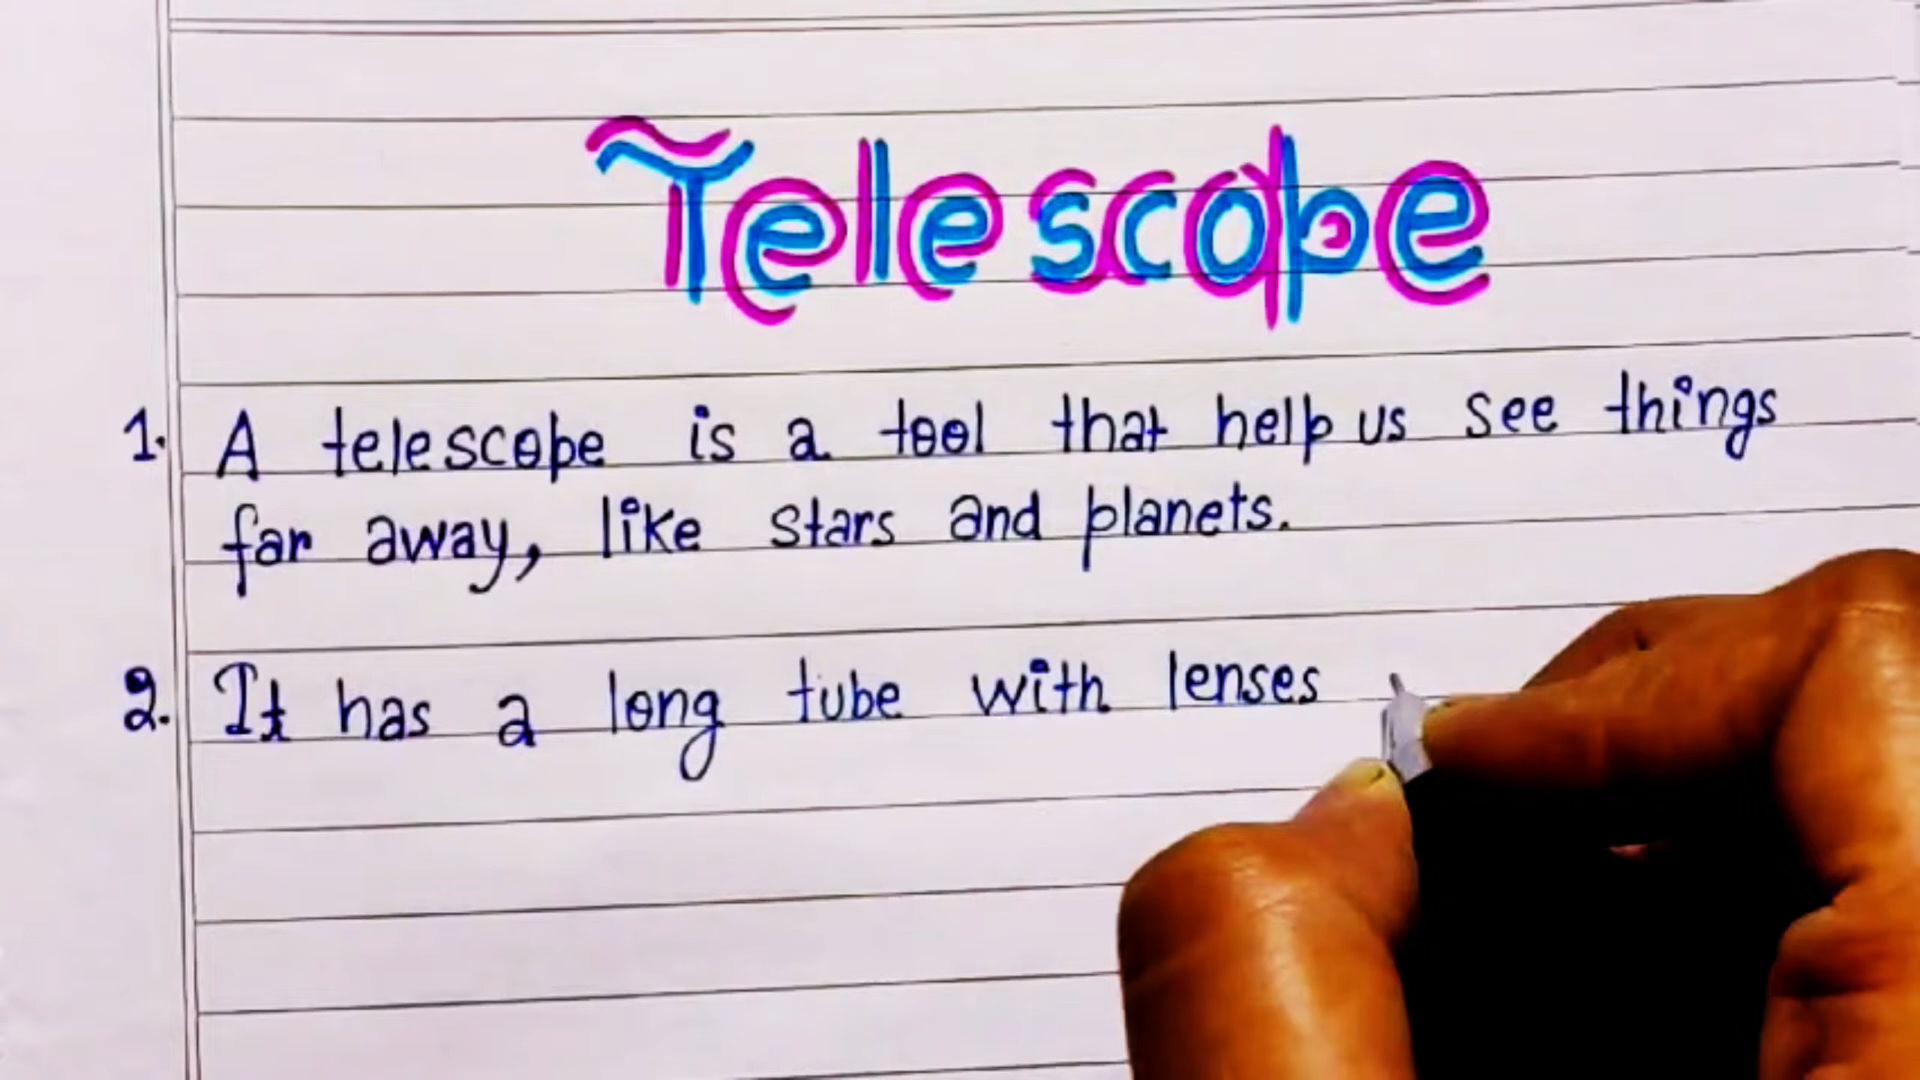 Telescope
1. A telescope is a tool that help us see things
far away, like stars and planets.
2. It has a long tube with lenses